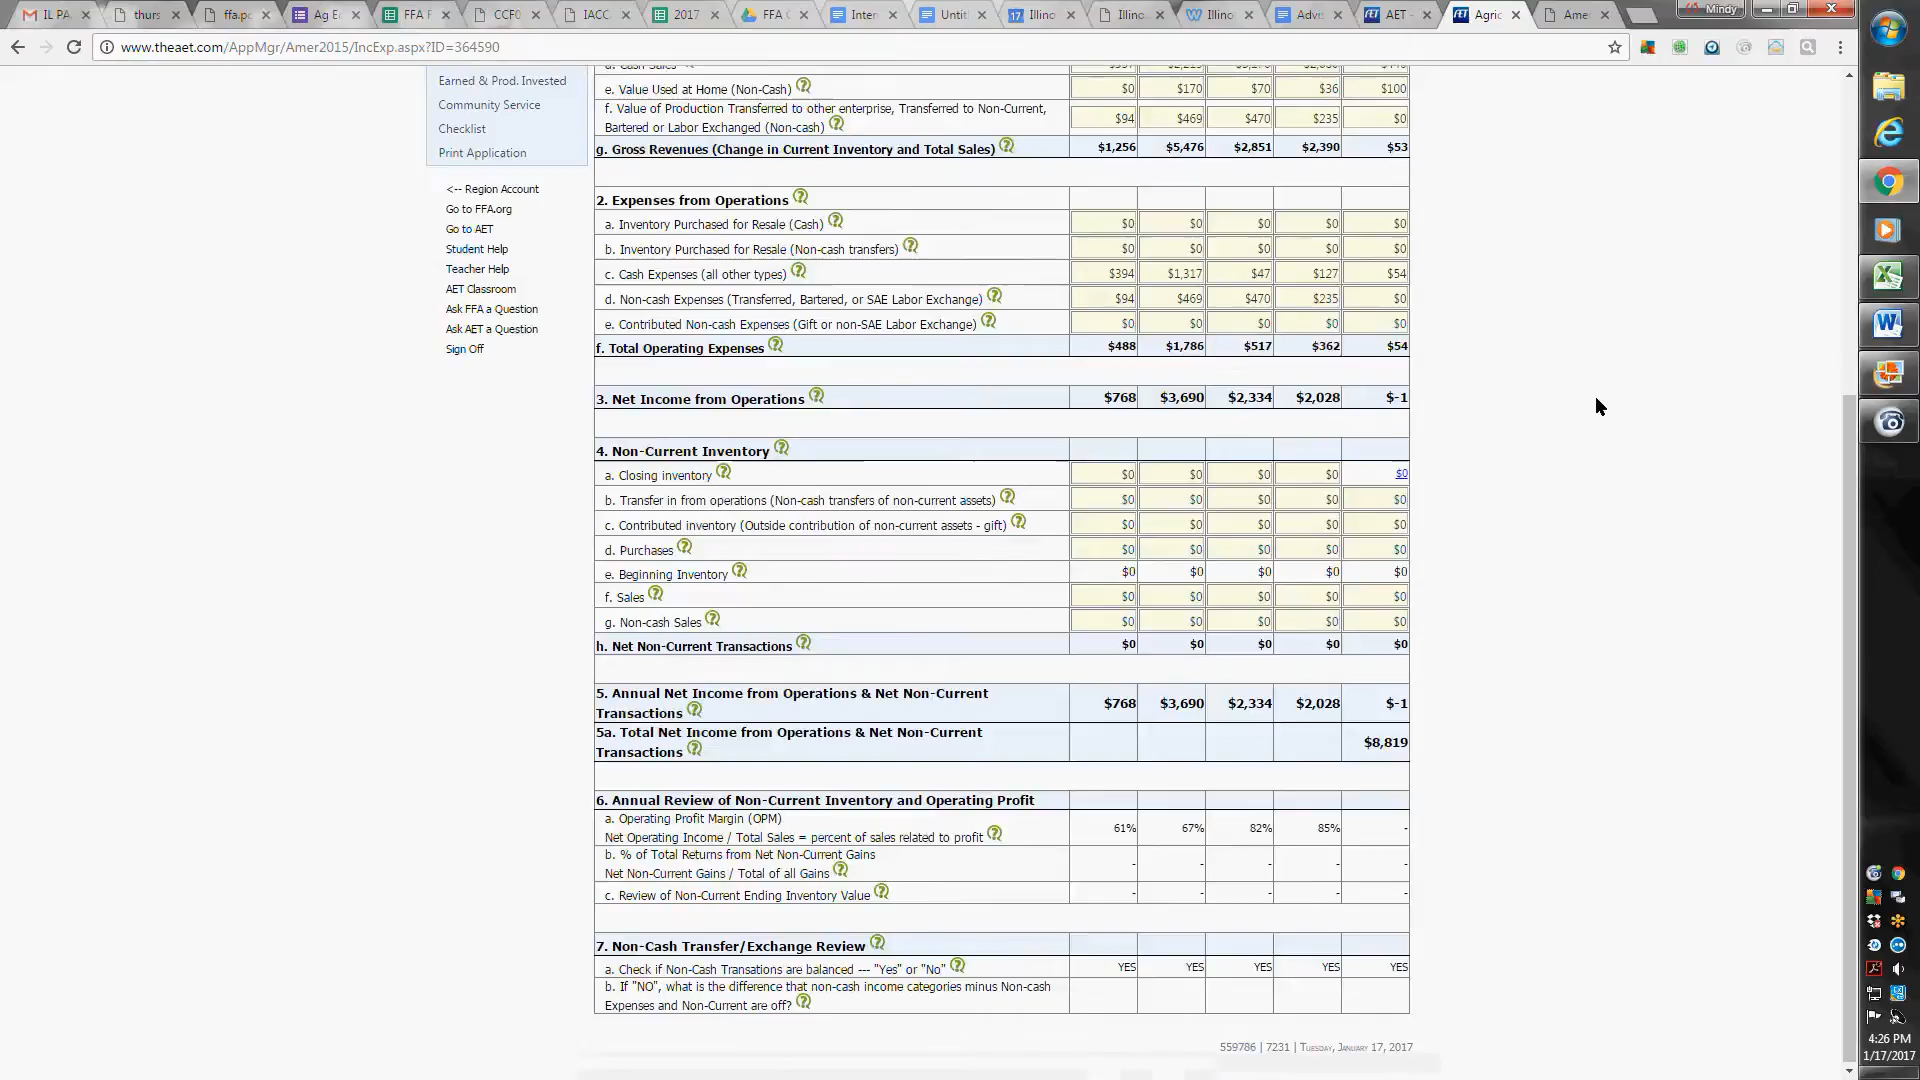 IL PA
thurs
ffa.pc
Ag E
FFA F
CCF0
IACC
2017
FFA C
Inter
Unti
Illino
Illino
Illino
Advi
AET -
Agric
Ame
Mindy
www.theaet.com/AppMgr/Amer2015/IncExp.aspx?ID=364590
Earned & Prod. Invested
Community Service
Checklist
Print Application
<-- Region Account
Go to FFA.org
Go to AET
Student Help
Teacher Help
AET Classroom
Ask FFA a Question
Ask AET a Question
Sign Off
d. Cash Sales
e. Value Used at Home (Non-Cash) $0 $170 $70 $36 $100
f. Value of Production Transferred to other enterprise, Transferred to Non-Current,
Bartered or Labor Exchanged (Non-cash) $94 $469 $470 $235 $0
g. Gross Revenues (Change in Current Inventory and Total Sales) $1,256 $5,476 $2,851 $2,390 $53
2. Expenses from Operations
a. Inventory Purchased for Resale (Cash) $0 $0 $0 $0 $0
b. Inventory Purchased for Resale (Non-cash transfers) $0 $0 $0 $0 $0
c. Cash Expenses (all other types) $394 $1,317 $47 $127 $54
d. Non-cash Expenses (Transferred, Bartered, or SAE Labor Exchange) $94 $469 $470 $235 $0
e. Contributed Non-cash Expenses (Gift or non-SAE Labor Exchange) $0 $0 $0 $0 $0
f. Total Operating Expenses $488 $1,786 $517 $362 $54
3. Net Income from Operations $768 $3,690 $2,334 $2,028 $-1
4. Non-Current Inventory
a. Closing inventory $0 $0 $0 $0 $0
b. Transfer in from operations (Non-cash transfers of non-current assets) $0 $0 $0 $0 $0
c. Contributed inventory (Outside contribution of non-current assets - gift) $0 $0 $0 $0 $0
d. Purchases $0 $0 $0 $0 $0
e. Beginning Inventory $0 $0 $0 $0 $0
f. Sales $0 $0 $0 $0 $0
g. Non-cash Sales $0 $0 $0 $0 $0
h. Net Non-Current Transactions $0 $0 $0 $0 $0
5. Annual Net Income from Operations & Net Non-Current
Transactions $768 $3,690 $2,334 $2,028 $-1
5a. Total Net Income from Operations & Net Non-Current
Transactions $8,819
6. Annual Review of Non-Current Inventory and Operating Profit
a. Operating Profit Margin (OPM)
Net Operating Income / Total Sales = percent of sales related to profit 61% 67% 82% 85% -
b. % of Total Returns from Net Non-Current Gains
Net Non-Current Gains / Total of all Gains - - - - -
c. Review of Non-Current Ending Inventory Value - - - - -
7. Non-Cash Transfer/Exchange Review
a. Check if Non-Cash Transations are balanced --- "Yes" or "No" YES YES YES YES YES
b. If "NO", what is the difference that non-cash income categories minus Non-cash
Expenses and Non-Current are off?
559786 | 7231 | Tuesday, January 17, 2017
4:26 PM
1/17/2017